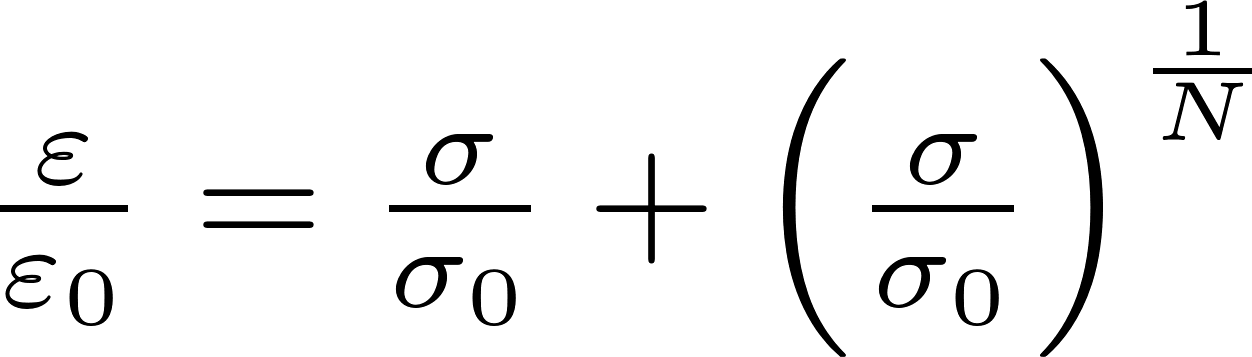 ε/ε₀ = σ/σ₀ + (σ/σ₀)^(1/N)